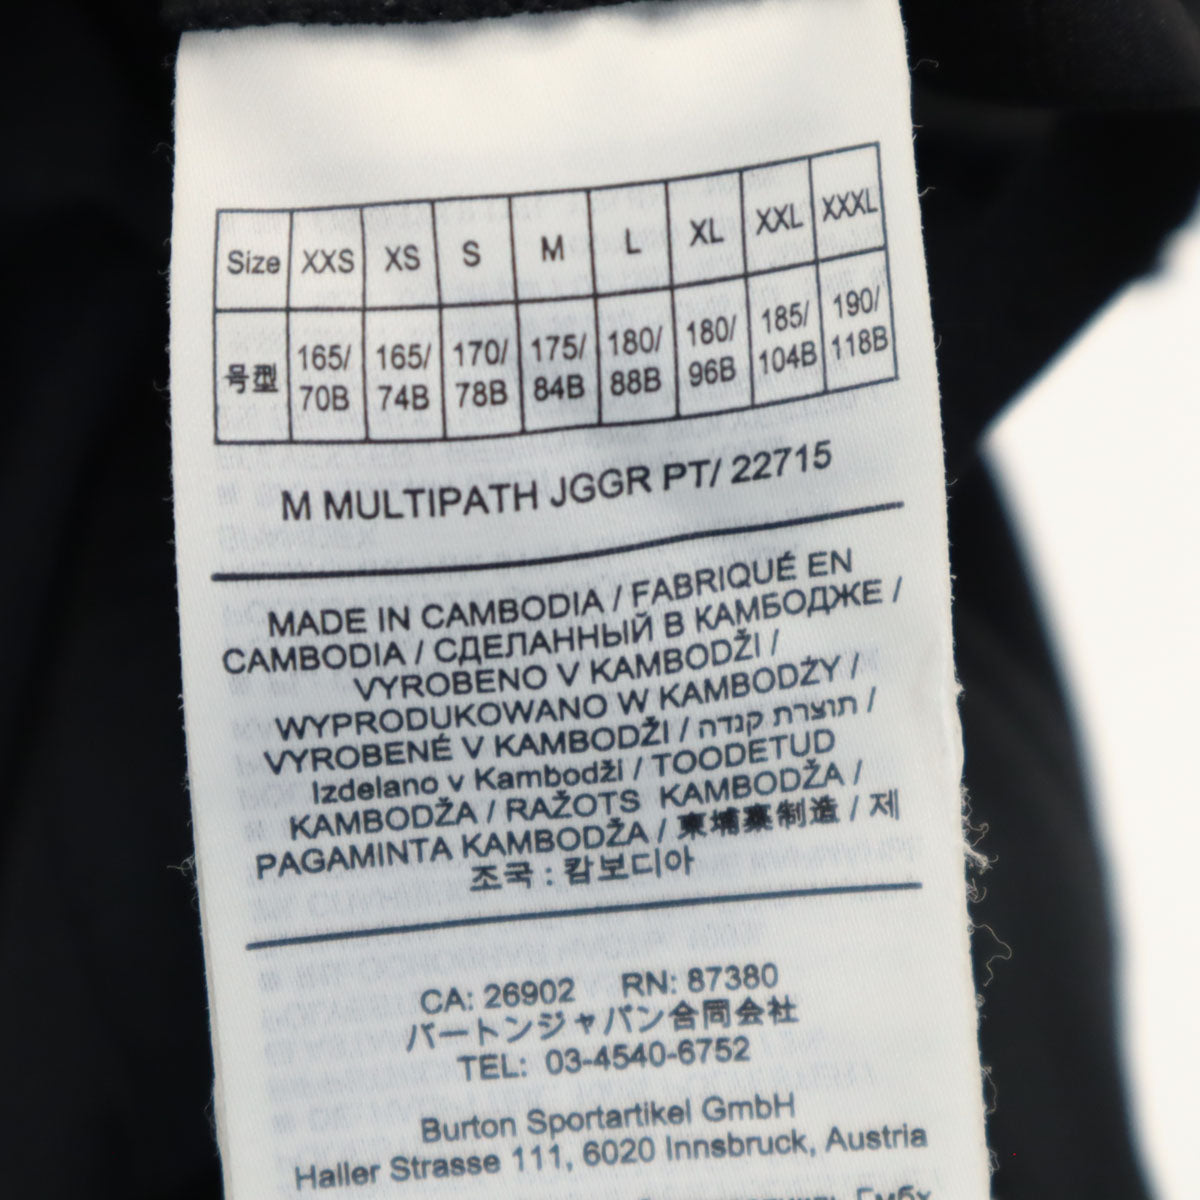 Size XXS XS S M L XL XXL XXXL
号型 165/70B 165/74B 170/78B 175/84B 180/88B 180/96B 185/104B 190/118B
M MULTIPATH JGGR PT/ 22715
MADE IN CAMBODIA / FABRIQUÉ EN
CAMBODIA / СДЕЛАННЫЙ В КАМБОДЖЕ /
VYROBENO V KAMBODŽI /
WYPRODUKOWANO W KAMBODŻY /
VYROBENÉ V KAMBODŽI / תוצרת קנדה /
Izdelano v Kambodži / TOODETUD
KAMBODŽA / RAŽOTS KAMBODŽA /
PAGAMINTA KAMBODŽA / 柬埔寨制造 / 제
조국 : 캄보디아
CA: 26902 RN: 87380
バートンジャパン合同会社
TEL: 03-4540-6752
Burton Sportartikel GmbH
Haller Strasse 111, 6020 Innsbruck, Austria
Гмбх